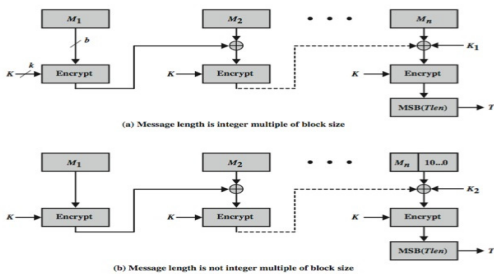 M1 M2 Mn
b
K1
k
K Encrypt K Encrypt K Encrypt
MSB(Tlen) T
(a) Message length is integer multiple of block size
M1 M2 Mn 10...0
K2
K Encrypt K Encrypt K Encrypt
MSB(Tlen) T
(b) Message length is not integer multiple of block size